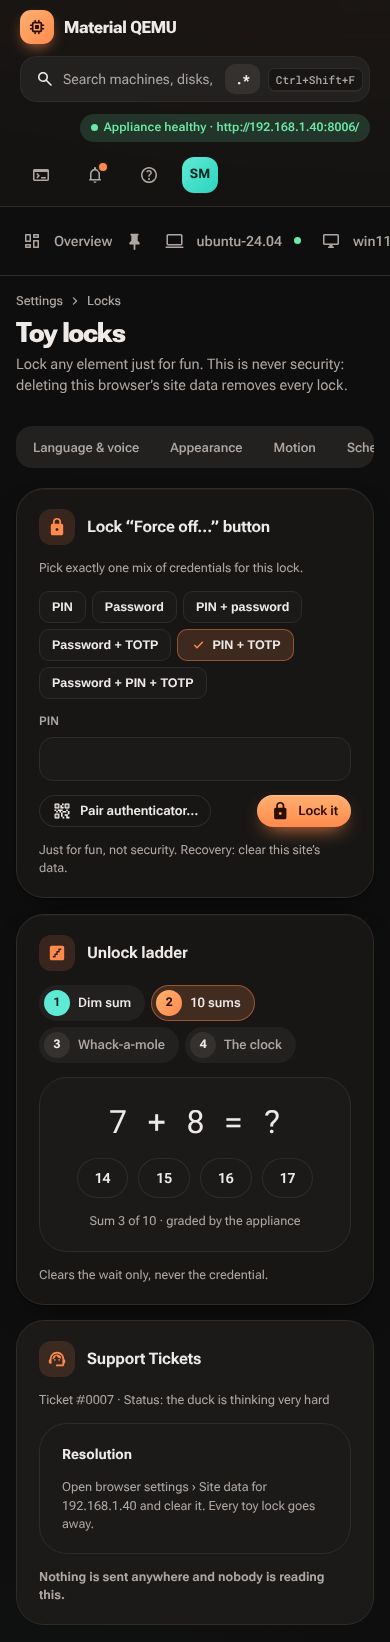 Material QEMU
Search machines, disks,
.*
Ctrl+Shift+F
Appliance healthy · http://192.168.1.40:8006/
SM
Overview
ubuntu-24.04
win11
Settings > Locks
Toy locks
Lock any element just for fun. This is never security:
deleting this browser's site data removes every lock.
Language & voice
Appearance
Motion
Sche
Lock “Force off…” button
Pick exactly one mix of credentials for this lock.
PIN
Password
PIN + password
Password + TOTP
PIN + TOTP
Password + PIN + TOTP
PIN
Pair authenticator…
Lock it
Just for fun, not security. Recovery: clear this site's
data.
Unlock ladder
1 Dim sum
2 10 sums
3 Whack-a-mole
4 The clock
7 + 8 = ?
14
15
16
17
Sum 3 of 10 · graded by the appliance
Clears the wait only, never the credential.
Support Tickets
Ticket #0007 · Status: the duck is thinking very hard
Resolution
Open browser settings › Site data for
192.168.1.40 and clear it. Every toy lock goes
away.
Nothing is sent anywhere and nobody is reading
this.